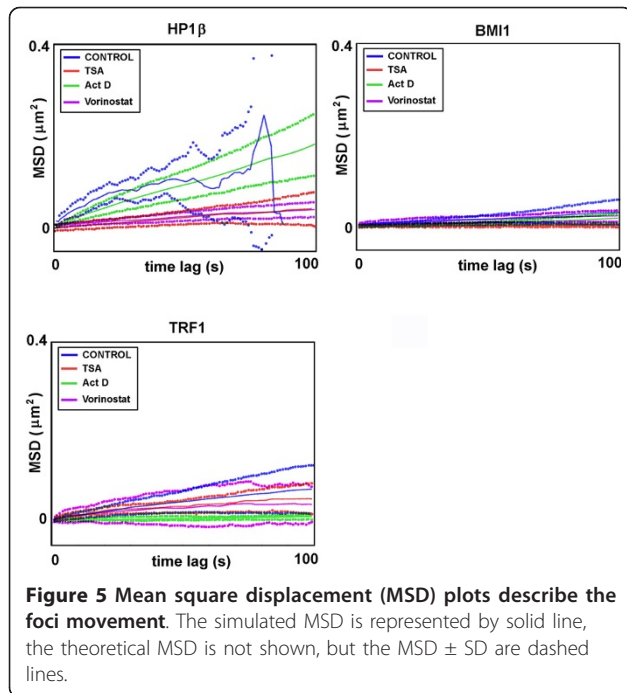 HP1β
0.4
CONTROL
TSA
Act D
Vorinostat
MSD (μm²)
0
0
100
time lag (s)
BMI1
0.4
CONTROL
TSA
Act D
Vorinostat
MSD (μm²)
0
0
100
time lag (s)
TRF1
0.4
CONTROL
TSA
Act D
Vorinostat
MSD (μm²)
0
0
100
time lag (s)
Figure 5 Mean square displacement (MSD) plots describe the
foci movement. The simulated MSD is represented by solid line,
the theoretical MSD is not shown, but the MSD ± SD are dashed
lines.